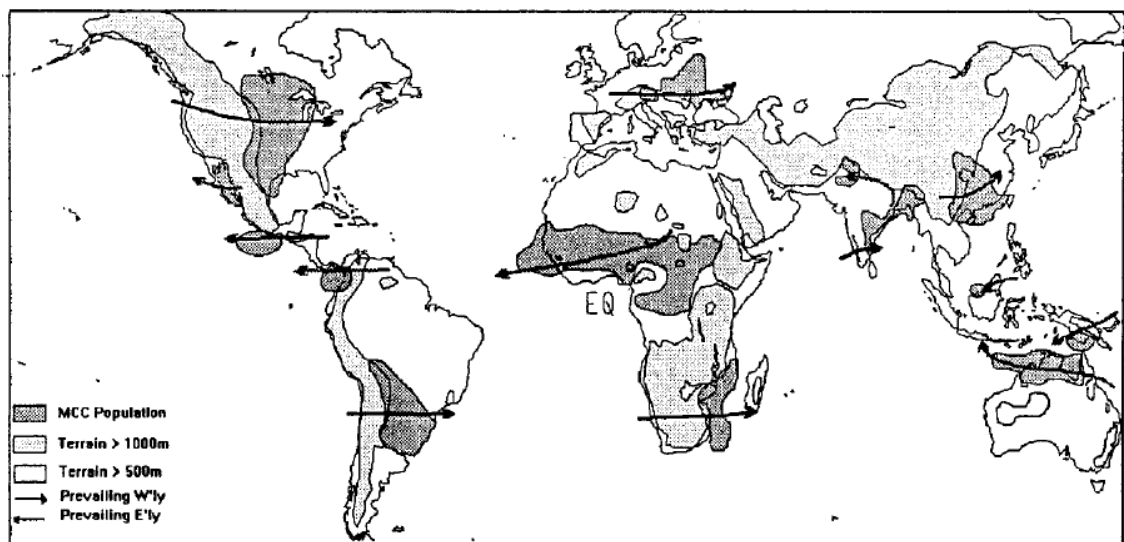 EQ
MCC Population
Terrain > 1000m
Terrain > 500m
Prevailing W'ly
Prevailing E'ly